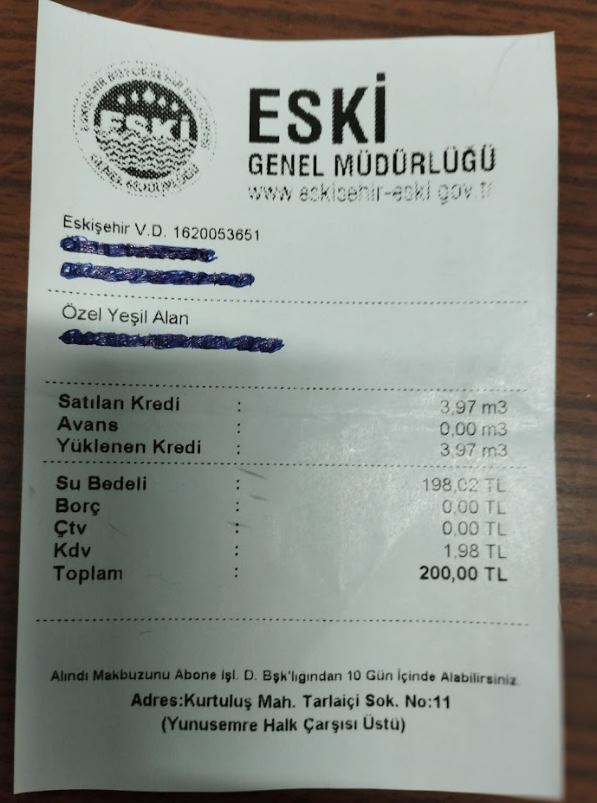 ESKİ
GENEL MÜDÜRLÜĞÜ
www.eskisehir-eski.gov.tr
ESKİ
GENEL MÜDÜRLÜĞÜ
Eskişehir V.D. 1620053651
Özel Yeşil Alan
Satılan Kredi : 3,97 m3
Avans : 0,00 m3
Yüklenen Kredi : 3,97 m3
Su Bedeli : 198,02 TL
Borç : 0,00 TL
Çtv : 0,00 TL
Kdv : 1,98 TL
Toplam : 200,00 TL
Alındı Makbuzunu Abone İşl. D. Bşk'lığından 10 Gün İçinde Alabilirsiniz.
Adres:Kurtuluş Mah. Tarlaiçi Sok. No:11
(Yunusemre Halk Çarşısı Üstü)